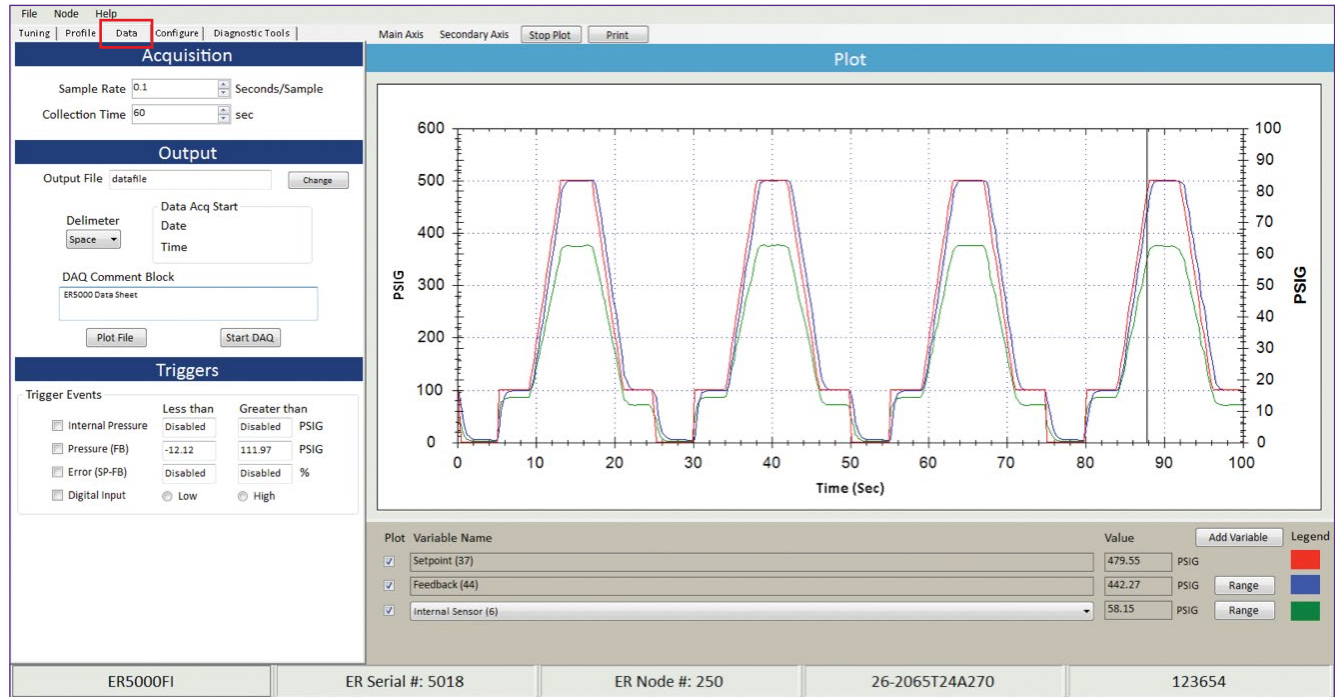 File Node Help
Tuning Profile Data Configure Diagnostic Tools
Main Axis Secondary Axis Stop Plot Print
Acquisition
Sample Rate 0.1 Seconds/Sample
Collection Time 60 sec
Output
Output File datafile Change
Delimeter
Space
Data Acq Start
Date
Time
DAQ Comment Block
ER5000 Data Sheet
Plot File Start DAQ
Triggers
Trigger Events
Less than Greater than
Internal Pressure Disabled Disabled PSIG
Pressure (FB) -12.12 111.97 PSIG
Error (SP-FB) Disabled Disabled %
Digital Input Low High
Plot
PSIG
600
500
400
300
200
100
0
100
90
80
70
60
50
40
30
20
10
0
PSIG
0 10 20 30 40 50 60 70 80 90 100
Time (Sec)
Plot Variable Name Value Add Variable Legend
Setpoint (37) 479.55 PSIG
Feedback (44) 442.27 PSIG Range
Internal Sensor (6) 58.15 PSIG Range
ER5000FI ER Serial #: 5018 ER Node #: 250 26-2065T24A270 123654